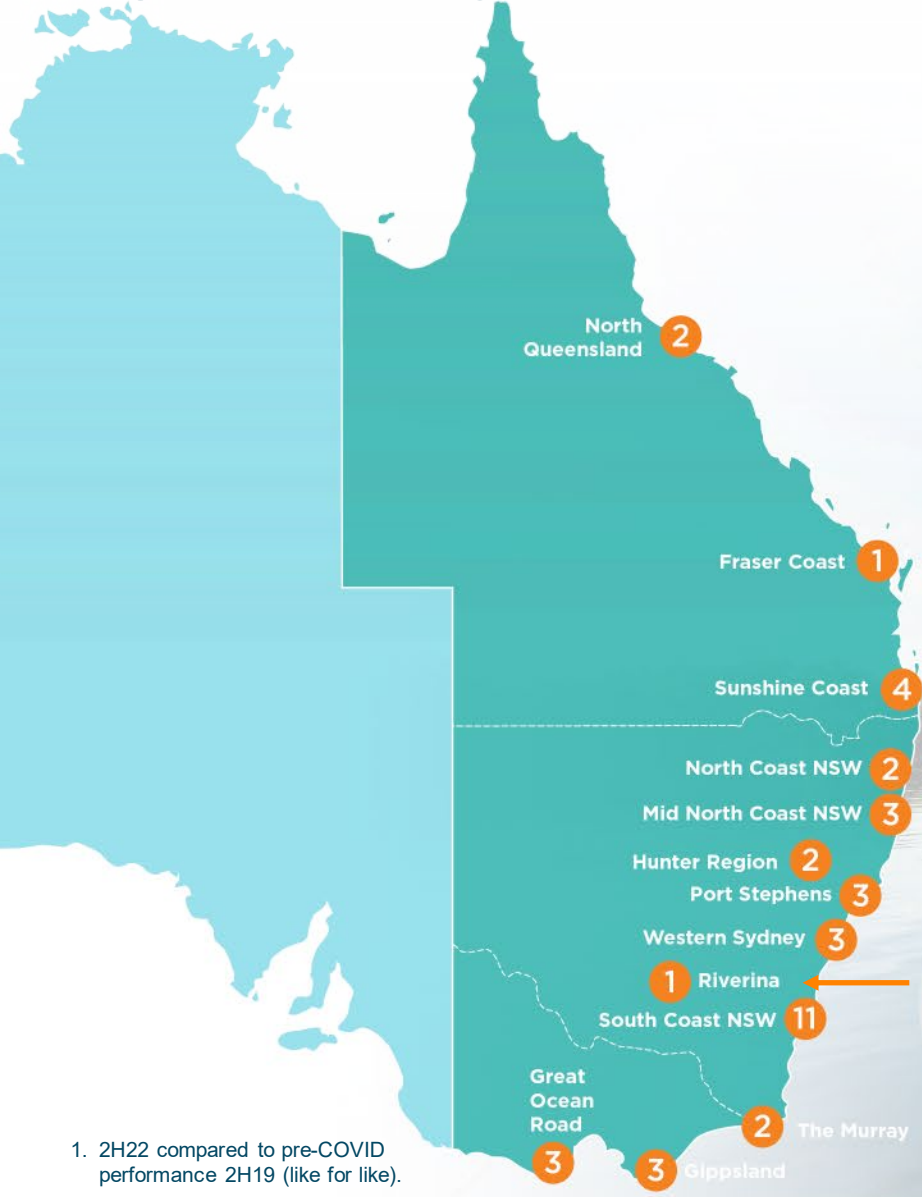 North
Queensland
2
Fraser Coast 1
Sunshine Coast 4
North Coast NSW 2
Mid North Coast NSW 3
Hunter Region 2
Port Stephens 3
Western Sydney 3
1 Riverina
South Coast NSW 11
Great
Ocean
Road
3
2 The Murray
3 Gippsland
1. 2H22 compared to pre-COVID
performance 2H19 (like for like).